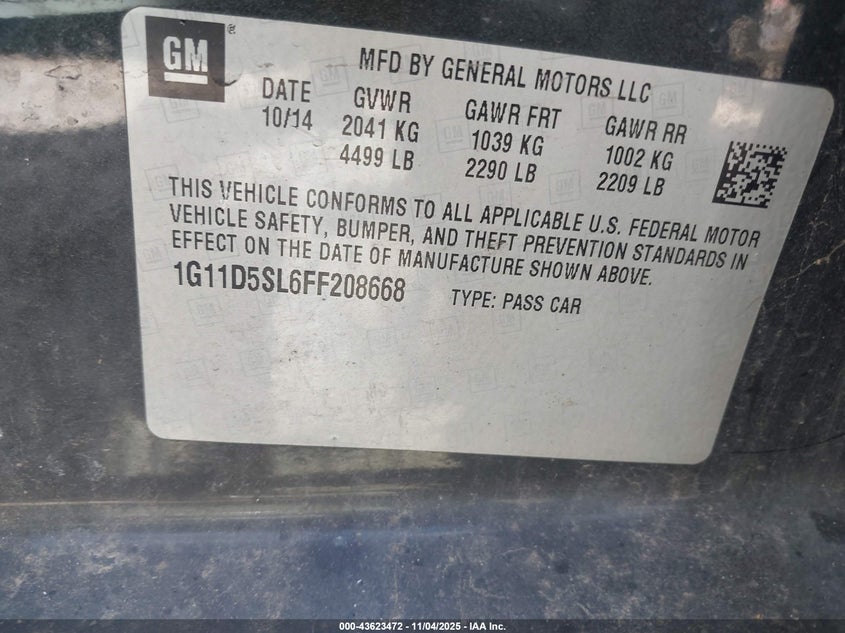 GM ®
MFD BY GENERAL MOTORS LLC
DATE GVWR GAWR FRT GAWR RR
10/14 2041 KG 1039 KG 1002 KG
4499 LB 2290 LB 2209 LB
THIS VEHICLE CONFORMS TO ALL APPLICABLE U.S. FEDERAL MOTOR
VEHICLE SAFETY, BUMPER, AND THEFT PREVENTION STANDARDS IN
EFFECT ON THE DATE OF MANUFACTURE SHOWN ABOVE.
1G11D5SL6FF208668 TYPE: PASS CAR
000-43623472 - 11/04/2025 - IAA Inc.